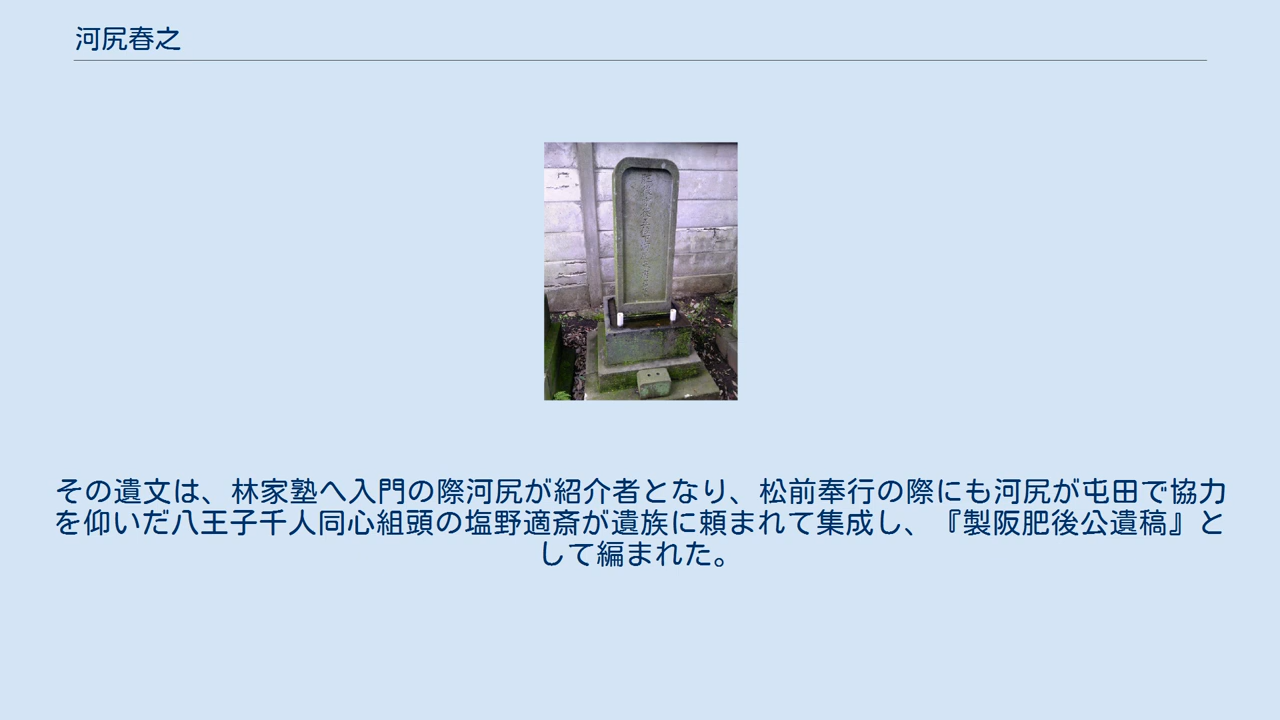 河尻春之
その遺文は、林家塾へ入門の際河尻が紹介者となり、松前奉行の際にも河尻が屯田で協力
を仰いだ八王子千人同心組頭の塩野適斎が遺族に頼まれて集成し、『製阪肥後公遺稿』と
して編まれた。